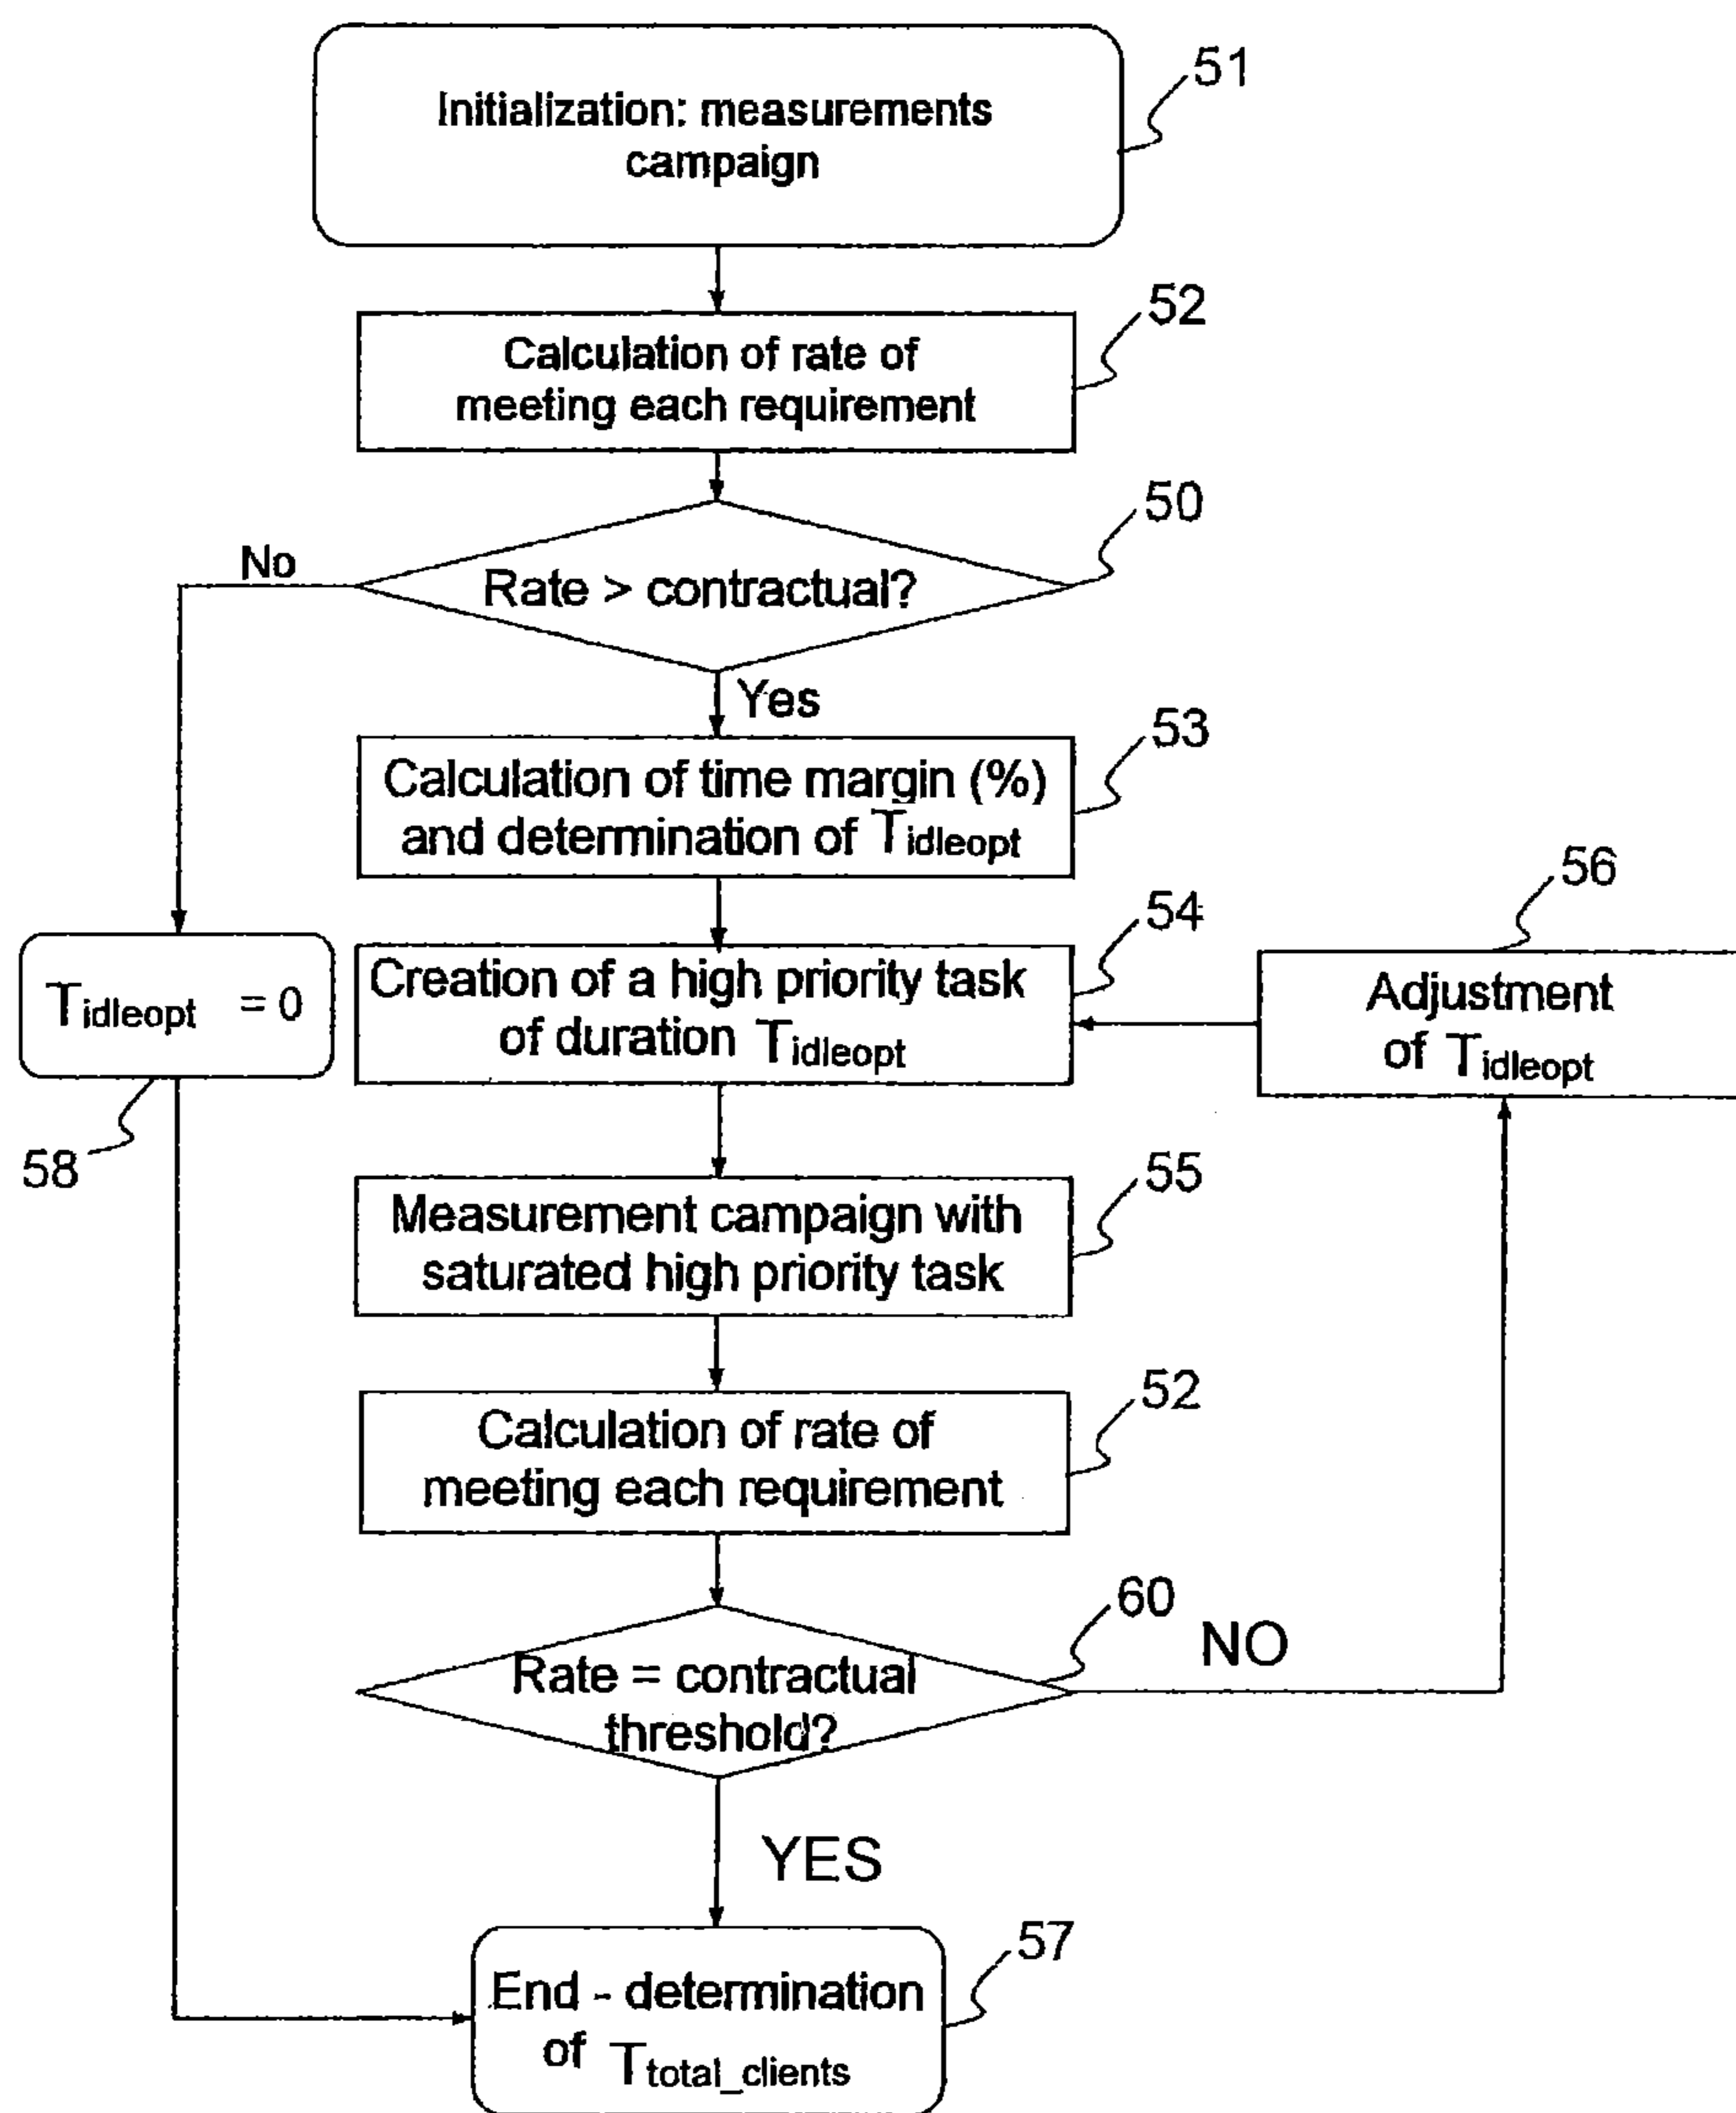 Initialization: measurements
campaign
51
Calculation of rate of
meeting each requirement
52
50
Rate > contractual?
No
Yes
Calculation of time margin (%)
and determination of Tidleopt
53
Tidleopt = 0
58
Creation of a high priority task
of duration Tidleopt
54
Adjustment
of Tidleopt
56
Measurement campaign with
saturated high priority task
55
Calculation of rate of
meeting each requirement
52
Rate = contractual
threshold?
60
NO
YES
End - determination
of Ttotal_clients
57